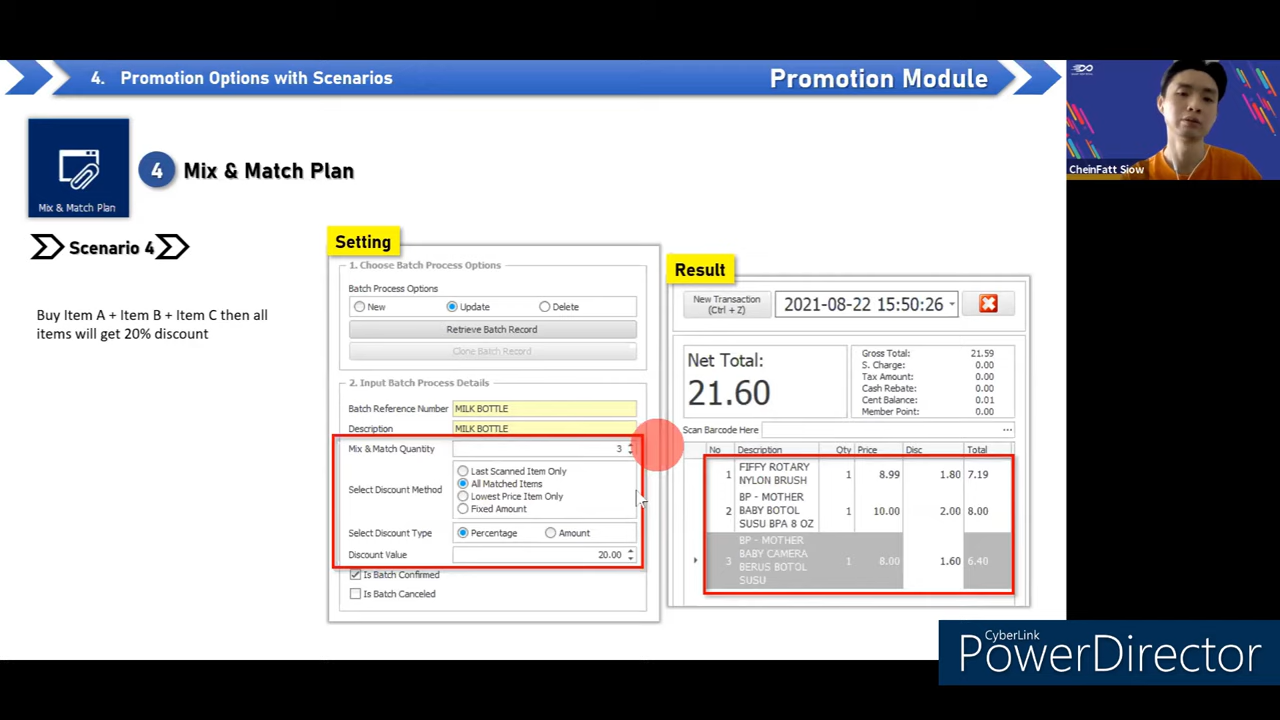 4. Promotion Options with Scenarios
Promotion Module
CheinFatt Siow
Mix & Match Plan
4 Mix & Match Plan
Scenario 4
Buy Item A + Item B + Item C then all
items will get 20% discount
Setting
1. Choose Batch Process Options
Batch Process Options
New Update Delete
Retrieve Batch Record
Clone Batch Record
2. Input Batch Process Details
Batch Reference Number MILK BOTTLE
Description MILK BOTTLE
Mix & Match Quantity 3
Select Discount Method
Last Scanned Item Only
All Matched Items
Lowest Price Item Only
Fixed Amount
Select Discount Type Percentage Amount
Discount Value 20.00
Is Batch Confirmed
Is Batch Canceled
Result
New Transaction
(Ctrl + Z)
2021-08-22 15:50:26
Net Total:
21.60
Gross Total: 21.59
S. Charge: 0.00
Tax Amount: 0.00
Cash Rebate: 0.00
Cent Balance: 0.01
Member Point: 0.00
Scan Barcode Here ...
No Description Qty Price Disc Total
1 FIFFY ROTARY NYLON BRUSH 1 8.99 1.80 7.19
2 BP - MOTHER BABY BOTOL SUSU BPA 8 OZ 1 10.00 2.00 8.00
3 BP - MOTHER BABY CAMERA BERUS BOTOL SUSU 1 8.00 1.60 6.40
CyberLink
PowerDirector